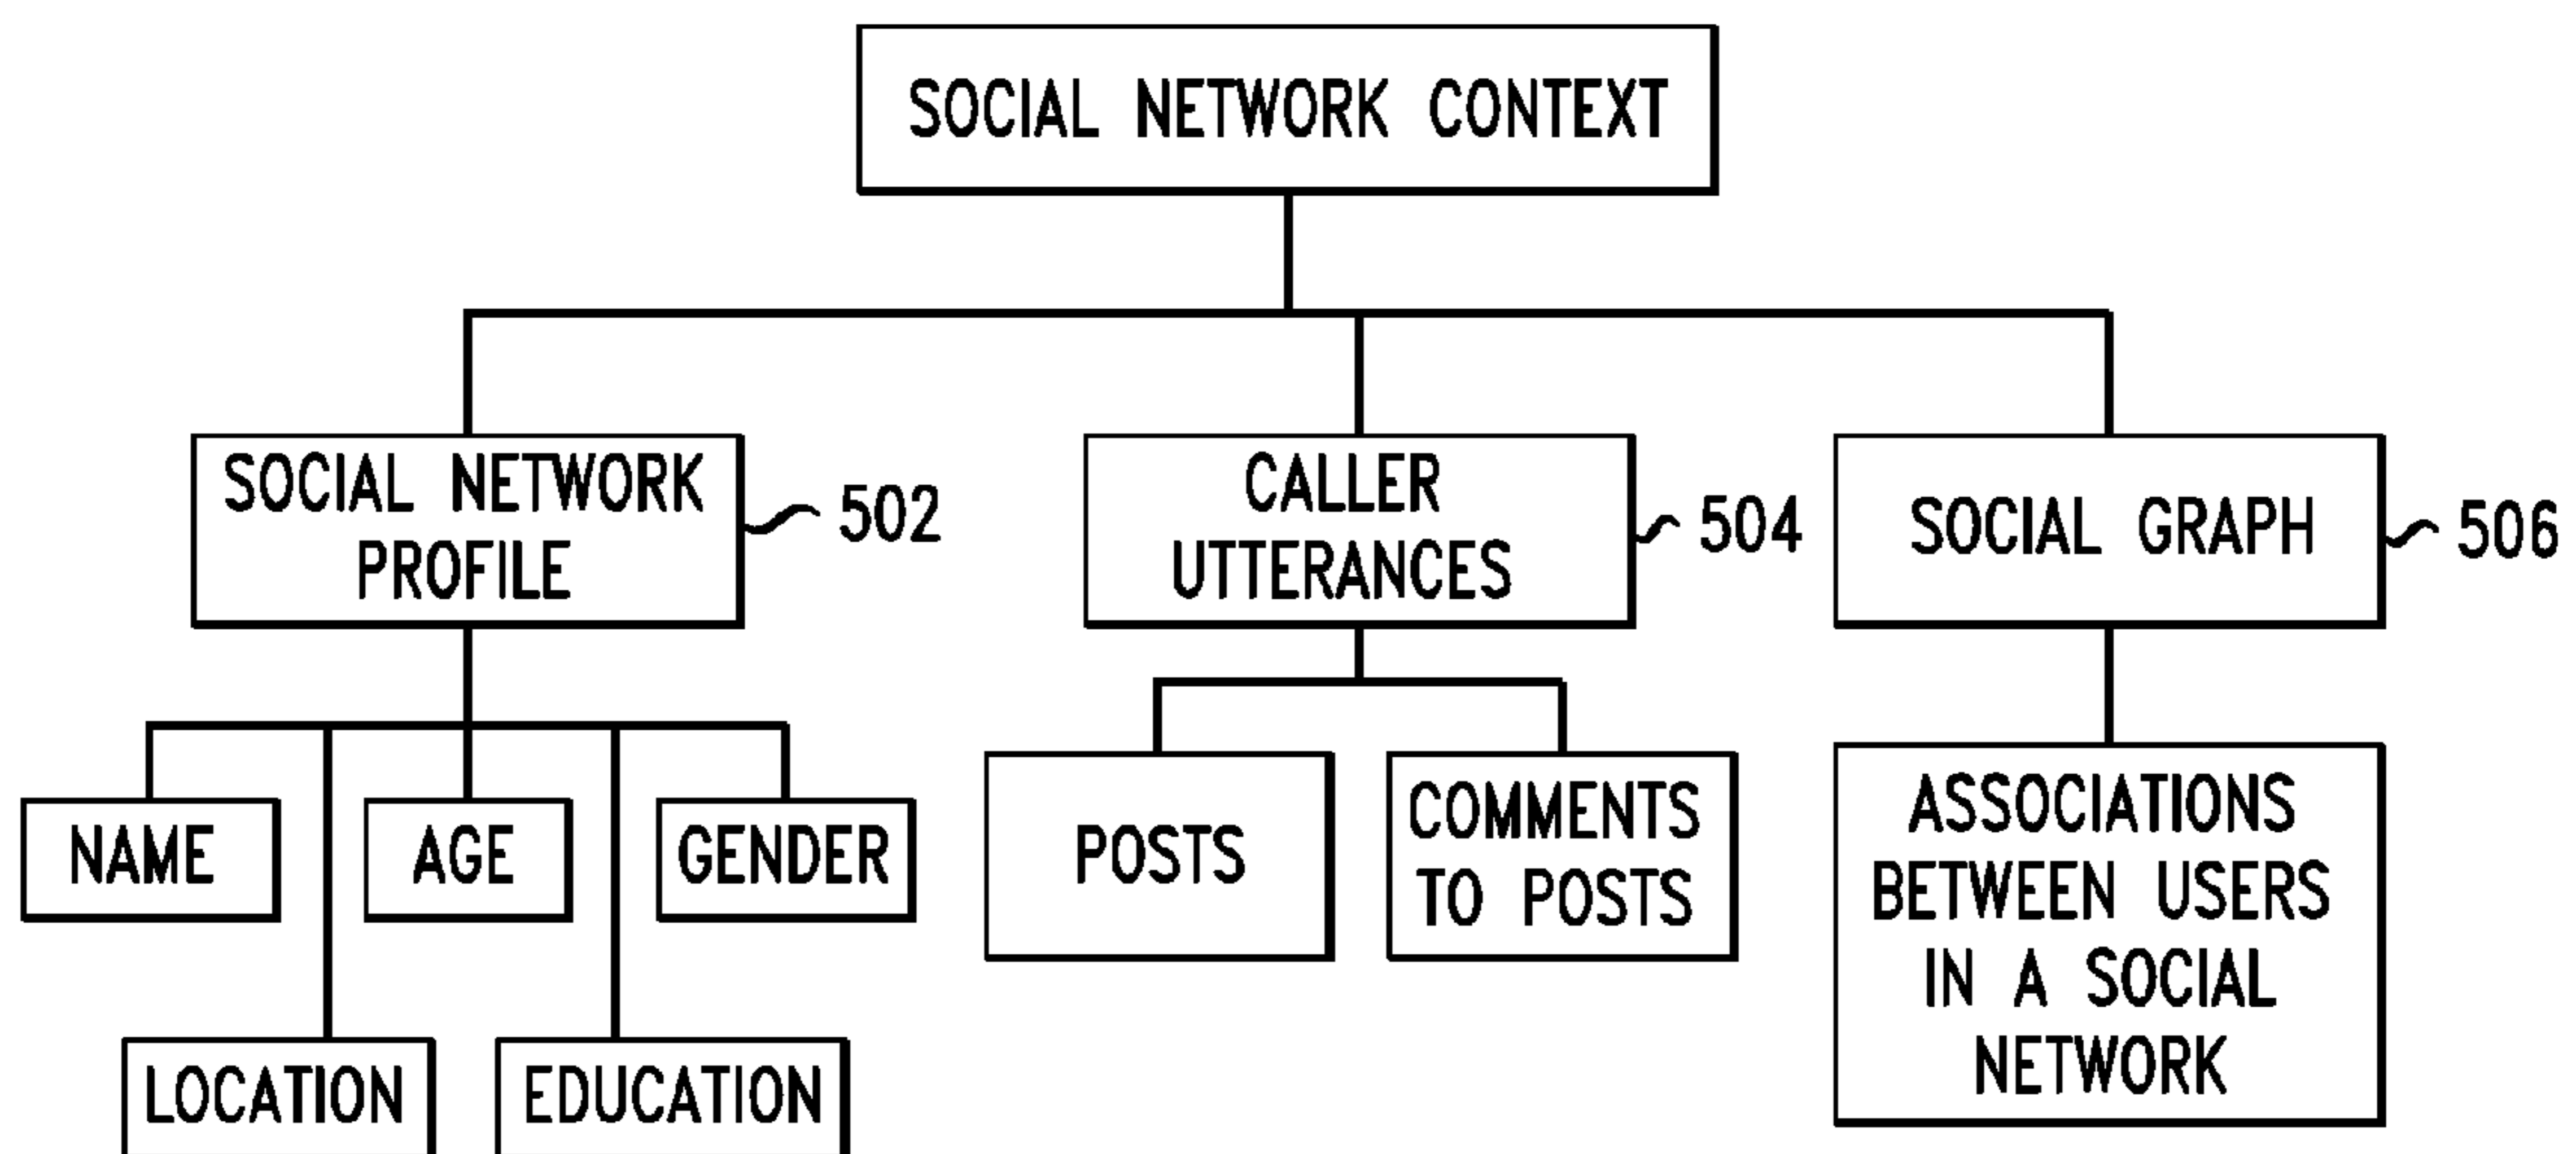 SOCIAL NETWORK CONTEXT
SOCIAL NETWORK
PROFILE
502
CALLER
UTTERANCES
504
SOCIAL GRAPH
506
NAME
AGE
GENDER
LOCATION
EDUCATION
POSTS
COMMENTS
TO POSTS
ASSOCIATIONS
BETWEEN USERS
IN A SOCIAL
NETWORK